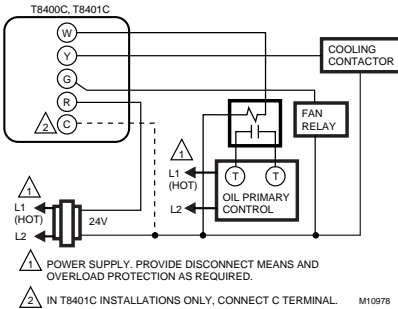 T8400C, T8401C
W
Y
G
R
2
C
COOLING
CONTACTOR
FAN
RELAY
1
L1
(HOT)
L2
T
T
OIL PRIMARY
CONTROL
1
L1
(HOT)
L2
24V
1 POWER SUPPLY. PROVIDE DISCONNECT MEANS AND
OVERLOAD PROTECTION AS REQUIRED.
2 IN T8401C INSTALLATIONS ONLY, CONNECT C TERMINAL.
M10978